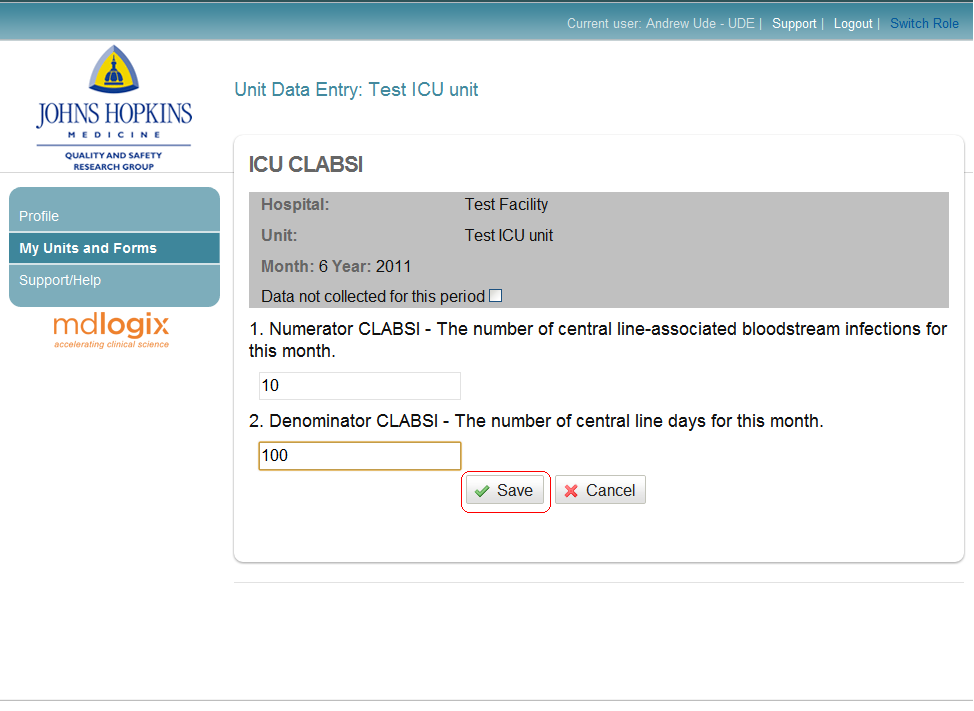 Current user: Andrew Ude - UDE | Support | Logout | Switch Role
JOHNS HOPKINS
MEDICINE
QUALITY AND SAFETY
RESEARCH GROUP
Unit Data Entry: Test ICU unit
Profile
My Units and Forms
Support/Help
mdlogix
accelerating clinical science
ICU CLABSI
Hospital: Test Facility
Unit: Test ICU unit
Month: 6 Year: 2011
Data not collected for this period
1. Numerator CLABSI - The number of central line-associated bloodstream infections for
this month.
10
2. Denominator CLABSI - The number of central line days for this month.
100
Save Cancel